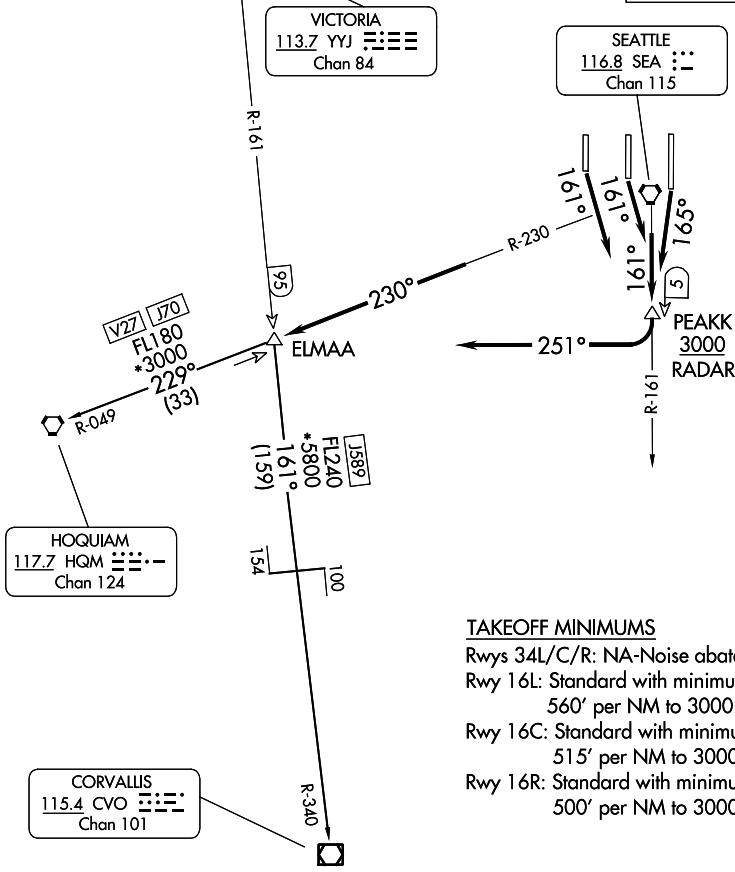 VICTORIA
113.7 YYJ
Chan 84
SEATTLE
116.8 SEA
Chan 115
R-161
161°
161°
165°
R-230
161°
5
95
230°
PEAKK
3000
RADAR
V27 J70
FL180
*3000
229°
(33)
ELMAA
251°
R-049
R-161
J589
FL240
*5800
161°
(159)
HOQUIAM
117.7 HQM
Chan 124
154
100
TAKEOFF MINIMUMS
Rwys 34L/C/R: NA-Noise abat
Rwy 16L: Standard with minimu
560' per NM to 3000
Rwy 16C: Standard with minimu
515' per NM to 3000
Rwy 16R: Standard with minimu
500' per NM to 3000
CORVALLIS
115.4 CVO
Chan 101
R-340